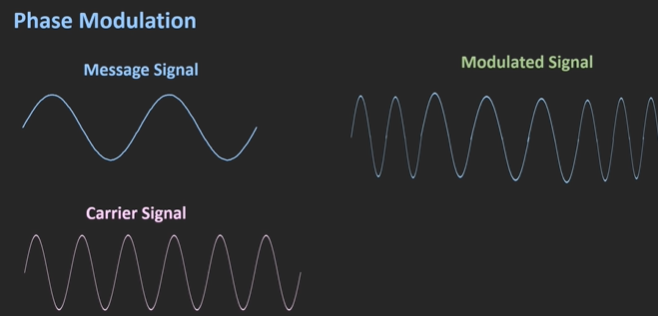 Phase Modulation
Message Signal
Modulated Signal
Carrier Signal